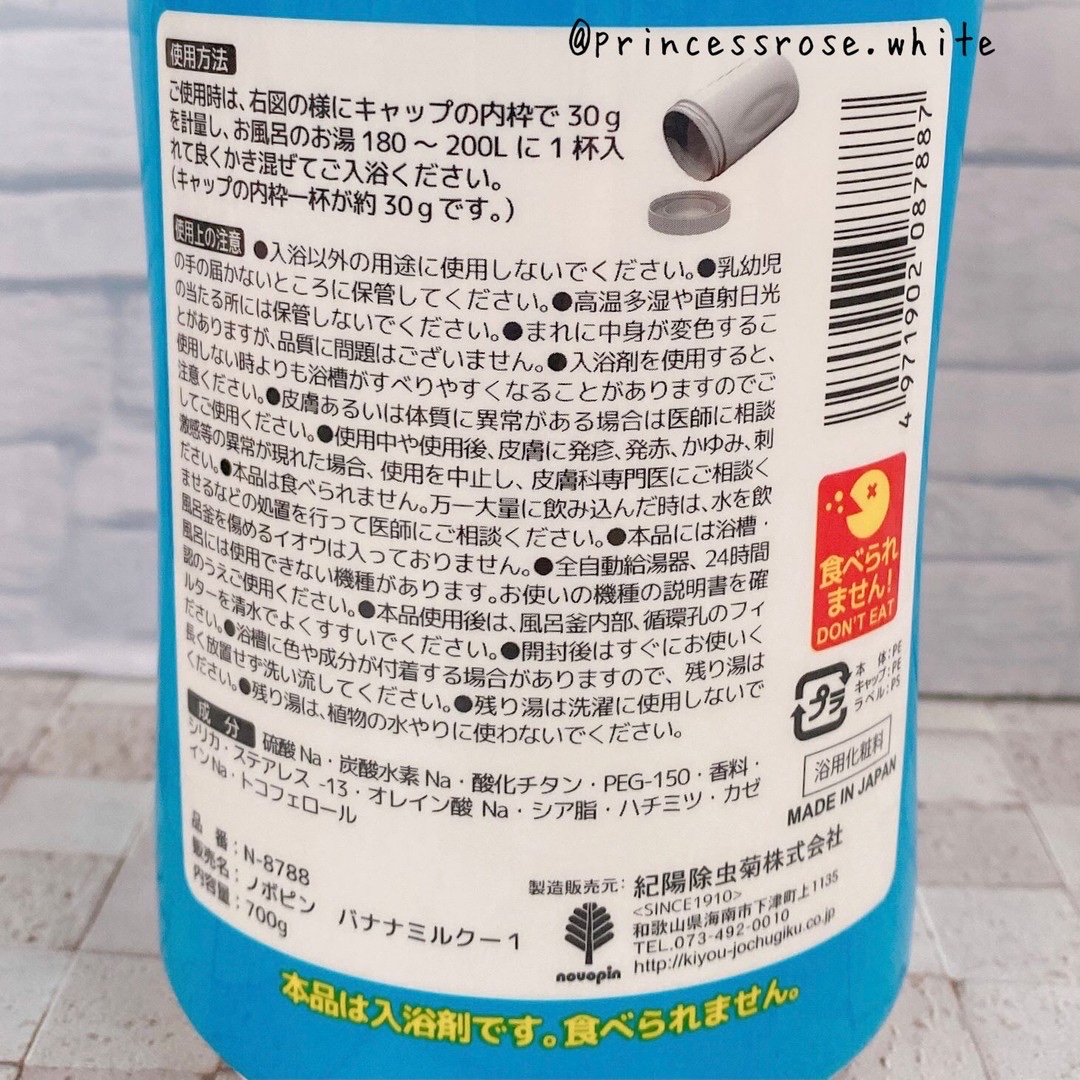 @princessrose.white
使用方法
ご使用時は、右図の様にキャップの内枠で30g
を計量し、お風呂のお湯180～200Lに1杯入
れて良くかき混ぜてご入浴ください。
(キャップの内枠一杯が約30gです。)
使用上の注意 ●入浴以外の用途に使用しないでください。●乳幼児
の手の届かないところに保管してください。●高温多湿や直射日光
の当たる所には保管しないでください。●まれに中身が変色するこ
とがありますが、品質に問題はございません。●入浴剤を使用すると、
使用しない時よりも浴槽がすべりやすくなることがありますのでご
注意ください。●皮膚あるいは体質に異常がある場合は医師に相談
してご使用ください。●使用中や使用後、皮膚に発疹、発赤、かゆみ、刺
激感等の異常が現れた場合、使用を中止し、皮膚科専門医にご相談く
ださい。●本品は食べられません。万一大量に飲み込んだ時は、水を飲
ませるなどの処置を行って医師にご相談ください。●本品には浴槽・
風呂釜を傷めるイオウは入っておりません。●全自動給湯器、24時間
風呂には使用できない機種があります。お使いの機種の説明書を確
認のうえご使用ください。●本品使用後は、風呂釜内部、循環孔のフィ
ルターを清水でよくすすいでください。●開封後はすぐにお使いく
ださい。●浴槽に色や成分が付着する場合がありますので、残り湯は
長く放置せず洗い流してください。●残り湯は洗濯に使用しないで
ください。●残り湯は、植物の水やりに使わないでください。
成分 硫酸Na・炭酸水素Na・酸化チタン・PEG-150・香料・
シリカ・ステアレス-13・オレイン酸Na・シア脂・ハチミツ・カゼ
インNa・トコフェロール
品番：N-8788
販売名：ノボピン バナナミルクー1
内容量：700g
4 971902 087887
食べられ
ません!
DON'T EAT
プラ
本体：PE
キャップ：PE
ラベル：PS
浴用化粧料
MADE IN JAPAN
製造販売元：紀陽除虫菊株式会社
<SINCE1910>
和歌山県海南市下津町上1135
TEL.073-492-0010
http://kiyou-jochugiku.co.jp
novopin
本品は入浴剤です。食べられません。